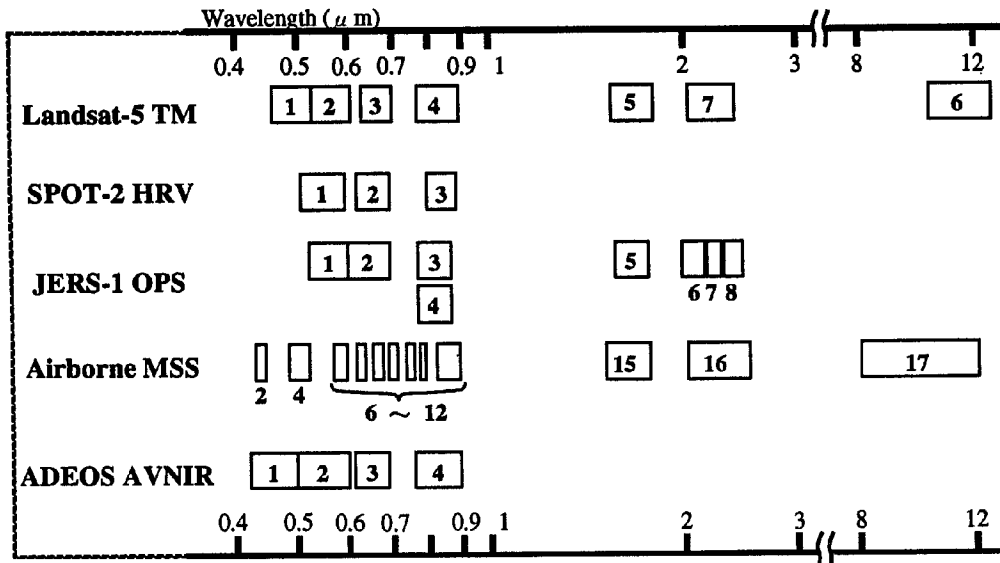 Wavelength (μ m)
0.4 0.5 0.6 0.7 0.9 1 2 3 8 12
Landsat-5 TM 1 2 3 4 5 7 6
SPOT-2 HRV 1 2 3
JERS-1 OPS 1 2 3 5
4 6 7 8
Airborne MSS 15 16 17
2 4
6 ~ 12
ADEOS AVNIR 1 2 3 4
0.4 0.5 0.6 0.7 0.9 1 2 3 8 12